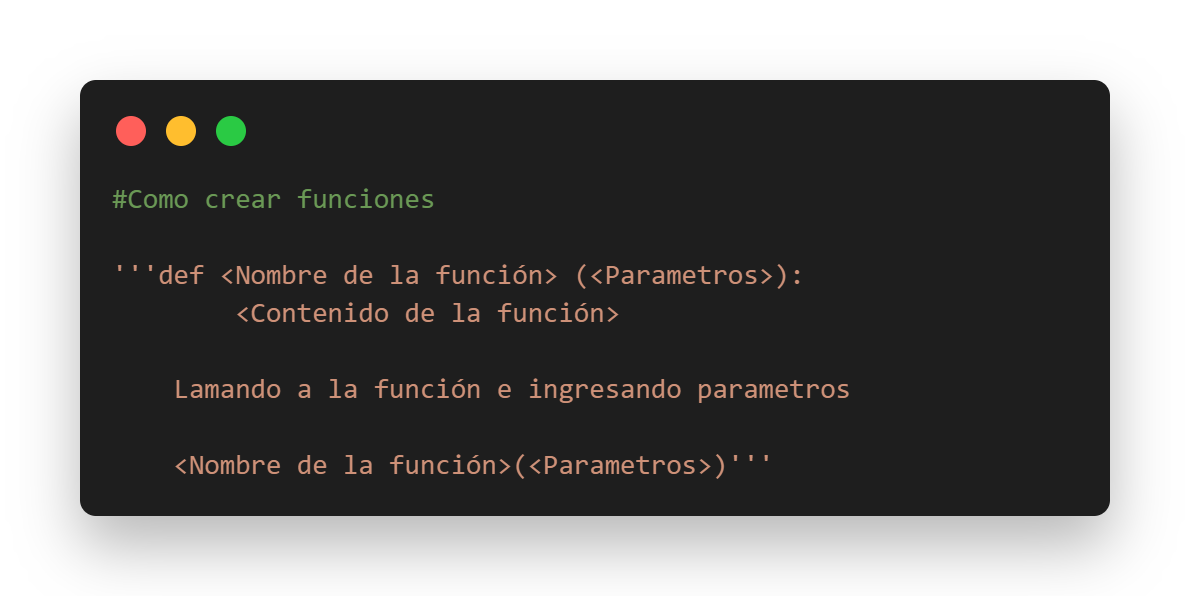 #Como crear funciones
'''def <Nombre de la función> (<Parametros>):
<Contenido de la función>
Lamando a la función e ingresando parametros
<Nombre de la función>(<Parametros>)'''